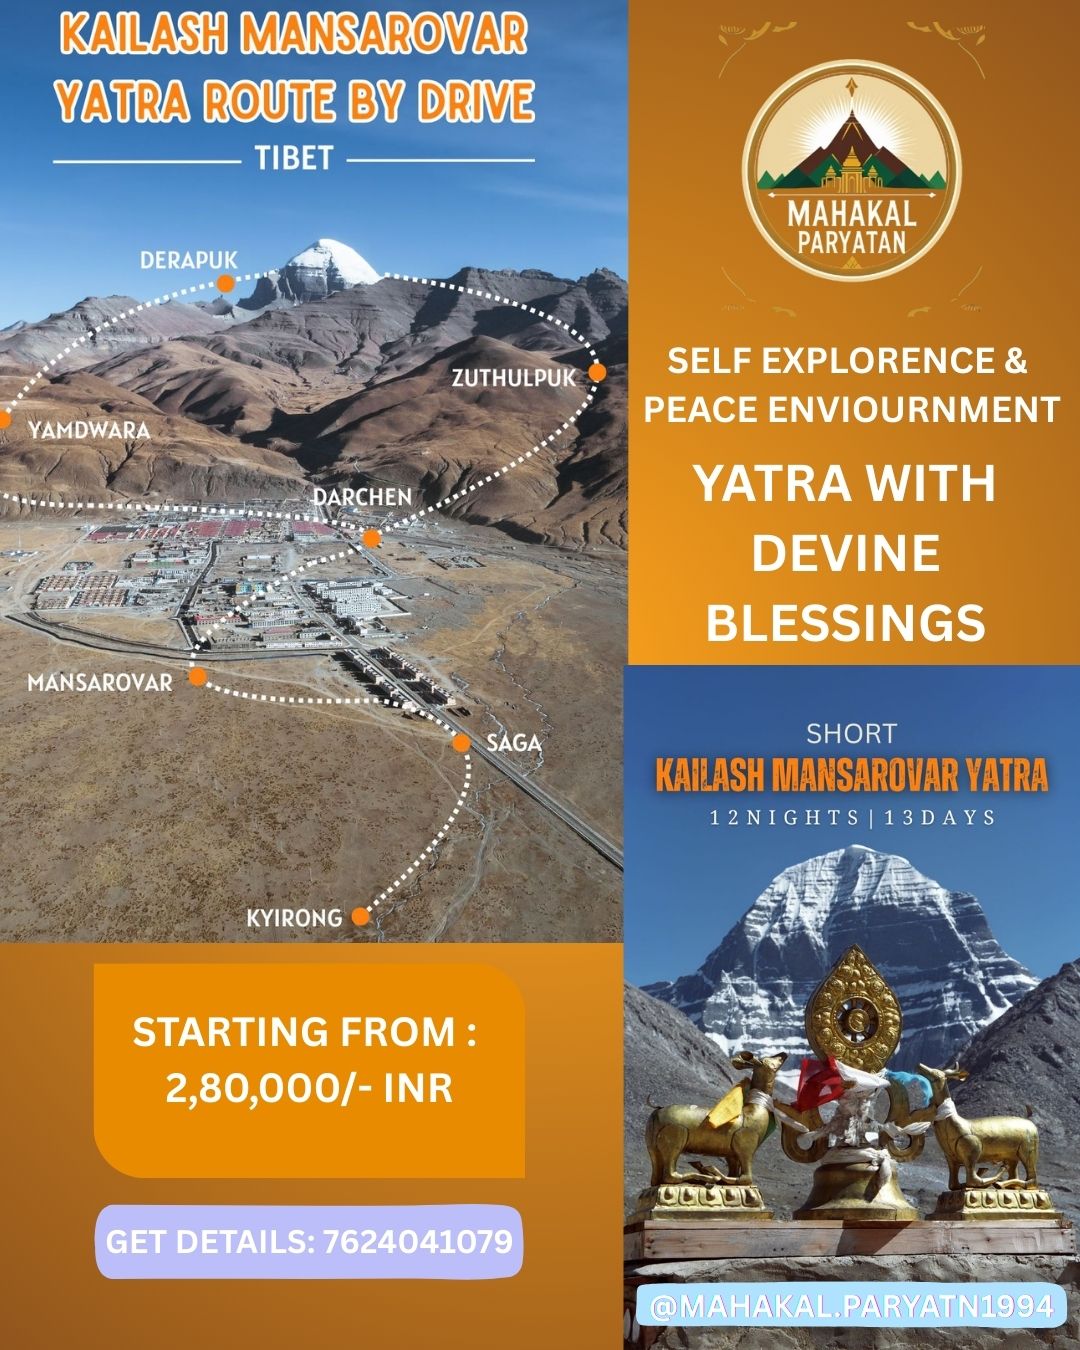 KAILASH MANSAROVAR
YATRA ROUTE BY DRIVE
TIBET
DERAPUK
ZUTHULPUK
YAMDWARA
DARCHEN
MANSAROVAR
SAGA
KYIRONG
STARTING FROM :
2,80,000/- INR
GET DETAILS: 7624041079
MAHAKAL
PARYATAN
SELF EXPLORENCE &
PEACE ENVIOURNMENT
YATRA WITH
DEVINE
BLESSINGS
SHORT
KAILASH MANSAROVAR YATRA
12NIGHTS|13DAYS
@MAHAKAL.PARYATN1994